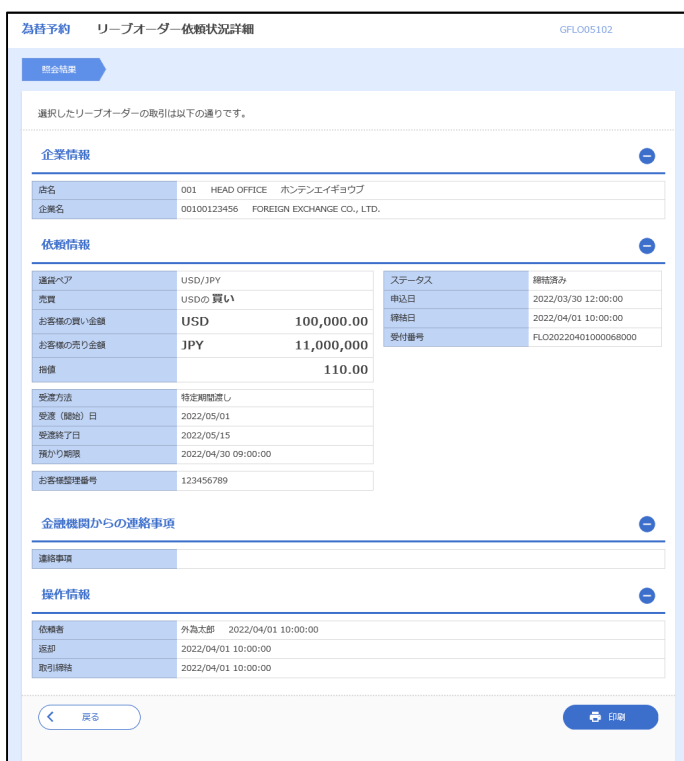 為替予約 リーブオーダー依頼状況詳細 GFLO05102
照会結果
選択したリーブオーダーの取引は以下の通りです。
企業情報
店名 001 HEAD OFFICE ホンテンエイギョウブ
企業名 00100123456 FOREIGN EXCHANGE CO., LTD.
依頼情報
通貨ペア USD/JPY
売買 USDの 買い
お客様の買い金額 USD 100,000.00
お客様の売り金額 JPY 11,000,000
指値 110.00
ステータス 締結済み
申込日 2022/03/30 12:00:00
締結日 2022/04/01 10:00:00
受付番号 FLO20220401000068000
受渡方法 特定期間渡し
受渡（開始）日 2022/05/01
受渡終了日 2022/05/15
預かり期限 2022/04/30 09:00:00
お客様整理番号 123456789
金融機関からの連絡事項
連絡事項
操作情報
依頼者 外為太郎 2022/04/01 10:00:00
返却 2022/04/01 10:00:00
取引締結 2022/04/01 10:00:00
戻る
印刷